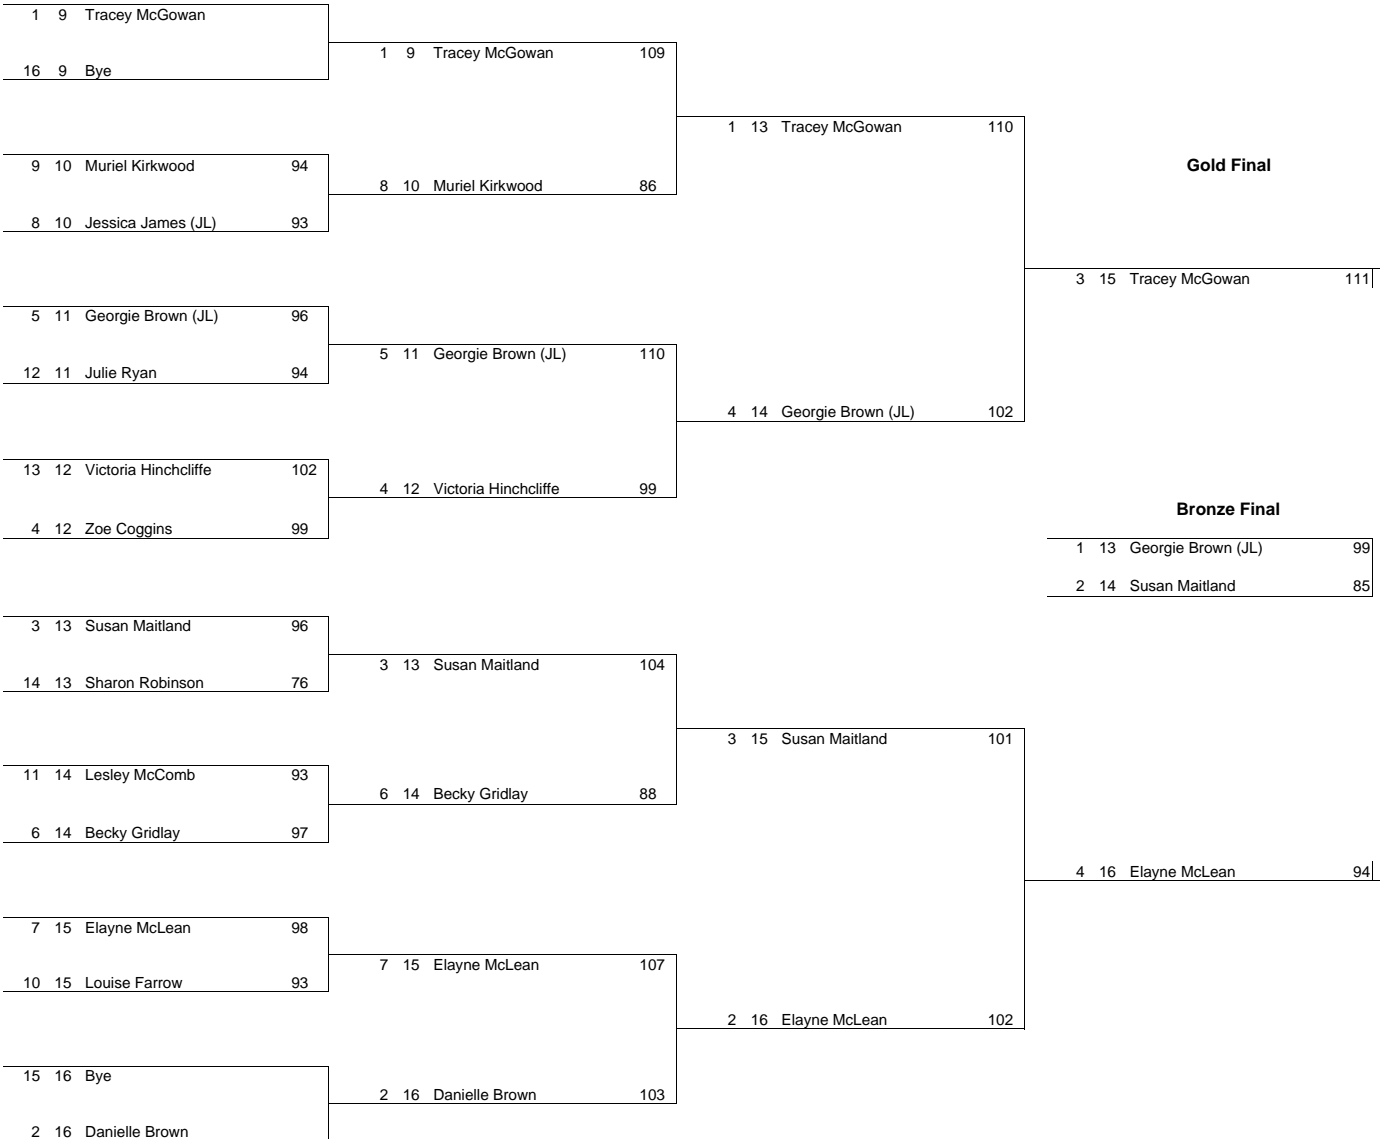 1 9 Tracey McGowan
16 9 Bye
9 10 Muriel Kirkwood 94
8 10 Jessica James (JL) 93
5 11 Georgie Brown (JL) 96
12 11 Julie Ryan 94
13 12 Victoria Hinchcliffe 102
4 12 Zoe Coggins 99
3 13 Susan Maitland 96
14 13 Sharon Robinson 76
11 14 Lesley McComb 93
6 14 Becky Gridlay 97
7 15 Elayne McLean 98
10 15 Louise Farrow 93
15 16 Bye
2 16 Danielle Brown
1 9 Tracey McGowan 109
8 10 Muriel Kirkwood 86
5 11 Georgie Brown (JL) 110
4 12 Victoria Hinchcliffe 99
3 13 Susan Maitland 104
6 14 Becky Gridlay 88
7 15 Elayne McLean 107
2 16 Danielle Brown 103
1 13 Tracey McGowan 110
4 14 Georgie Brown (JL) 102
3 15 Susan Maitland 101
2 16 Elayne McLean 102
Gold Final
3 15 Tracey McGowan 111
4 16 Elayne McLean 94
Bronze Final
1 13 Georgie Brown (JL) 99
2 14 Susan Maitland 85